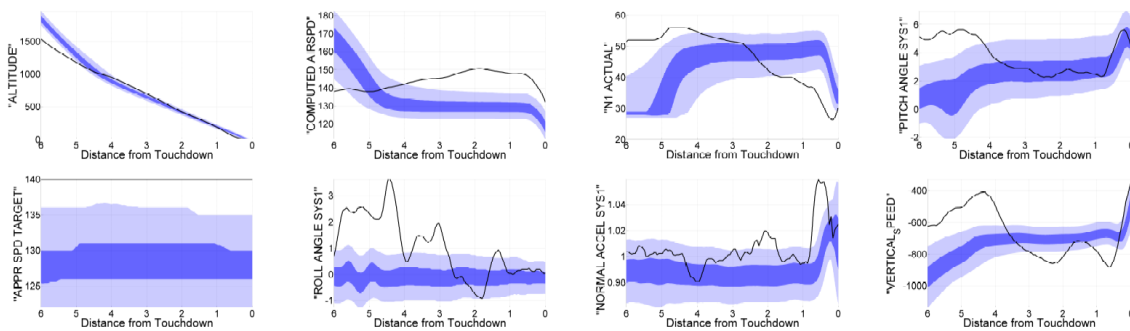 "ALTITUDE"
1500
1000
500
0
6 5 4 3 2 1 0
Distance from Touchdown
"COMPUTED A RSPD"
180
170
160
150
140
130
120
6 5 4 3 2 1 0
Distance from Touchdown
"N1 ACTUAL"
60
50
40
30
20
6 5 4 3 2 1 0
Distance from Touchdown
"PITCH ANGLE SYS1"
6
4
2
0
-2
6 5 4 3 2 1 0
Distance from Touchdown
"APPR SPD TARGET"
140
135
130
125
6 5 4 3 2 1 0
Distance from Touchdown
"ROLL ANGLE SYS1"
3
2
1
0
-1
6 5 4 3 2 1 0
Distance from Touchdown
"NORMAL ACCEL SYS1"
1.04
1.02
1
0.90
6 5 4 3 2 1 0
Distance from Touchdown
"VERTICAL_SPEED"
400
-600
-800
1000
6 5 4 3 2 1 0
Distance from Touchdown